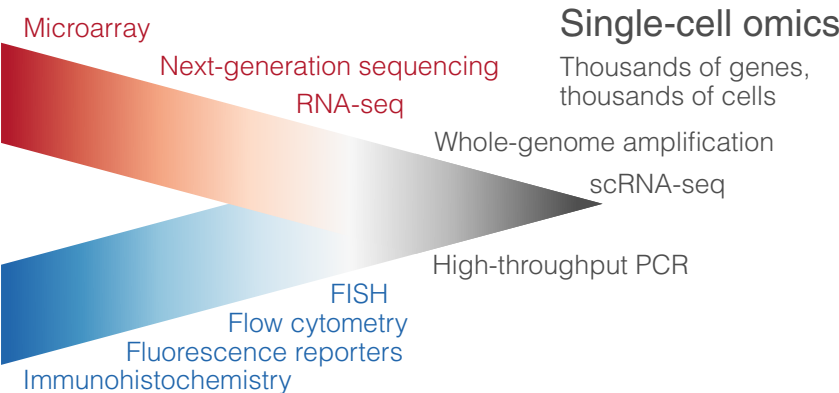 Microarray
Next-generation sequencing
RNA-seq
Single-cell omics
Thousands of genes,
thousands of cells
Whole-genome amplification
scRNA-seq
High-throughput PCR
FISH
Flow cytometry
Fluorescence reporters
Immunohistochemistry